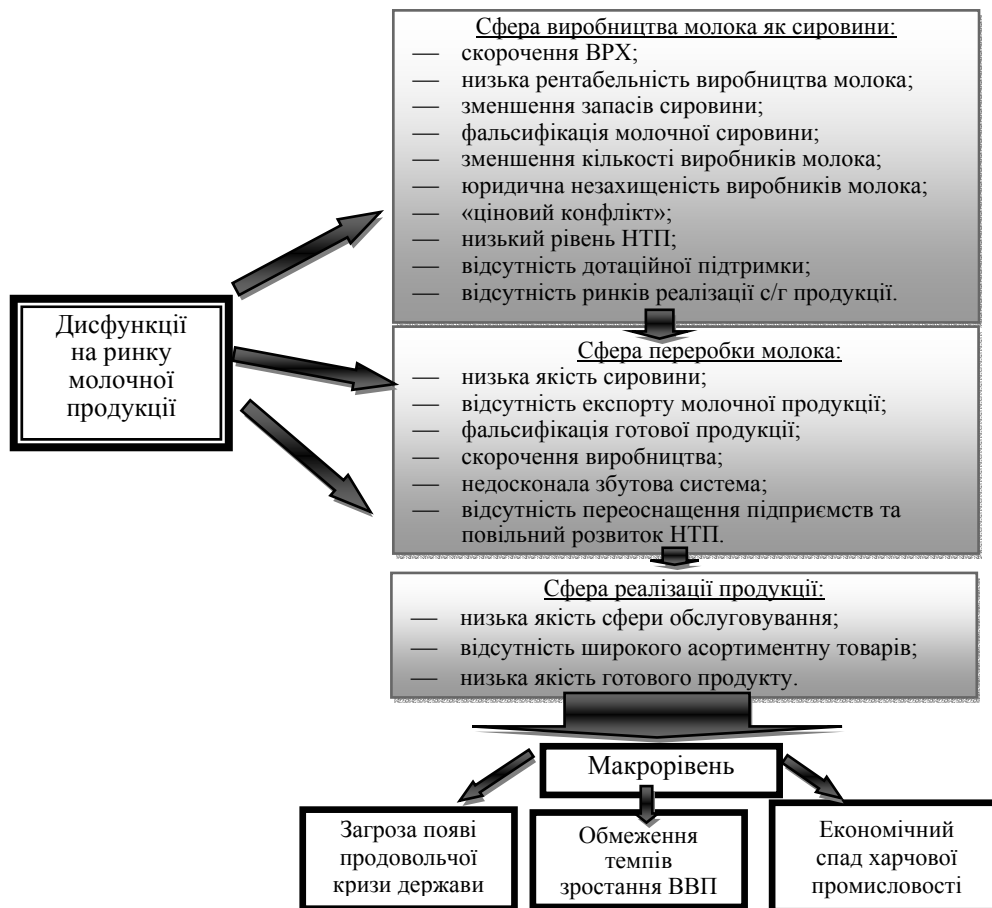 Сфера виробництва молока як сировини:
— скорочення ВРХ;
— низька рентабельність виробництва молока;
— зменшення запасів сировини;
— фальсифікація молочної сировини;
— зменшення кількості виробників молока;
— юридична незахищеність виробників молока;
— «ціновий конфлікт»;
— низький рівень НТП;
— відсутність дотаційної підтримки;
— відсутність ринків реалізації с/г продукції.
Дисфункції
на ринку
молочної
продукції
Сфера переробки молока:
— низька якість сировини;
— відсутність експорту молочної продукції;
— фальсифікація готової продукції;
— скорочення виробництва;
— недосконала збутова система;
— відсутність переоснащення підприємств та
повільний розвиток НТП.
Сфера реалізації продукції:
— низька якість сфери обслуговування;
— відсутність широкого асортиментну товарів;
— низька якість готового продукту.
Макрорівень
Загроза появі
продовольчої
кризи держави
Обмеження
темпів
зростання ВВП
Економічний
спад харчової
промисловості